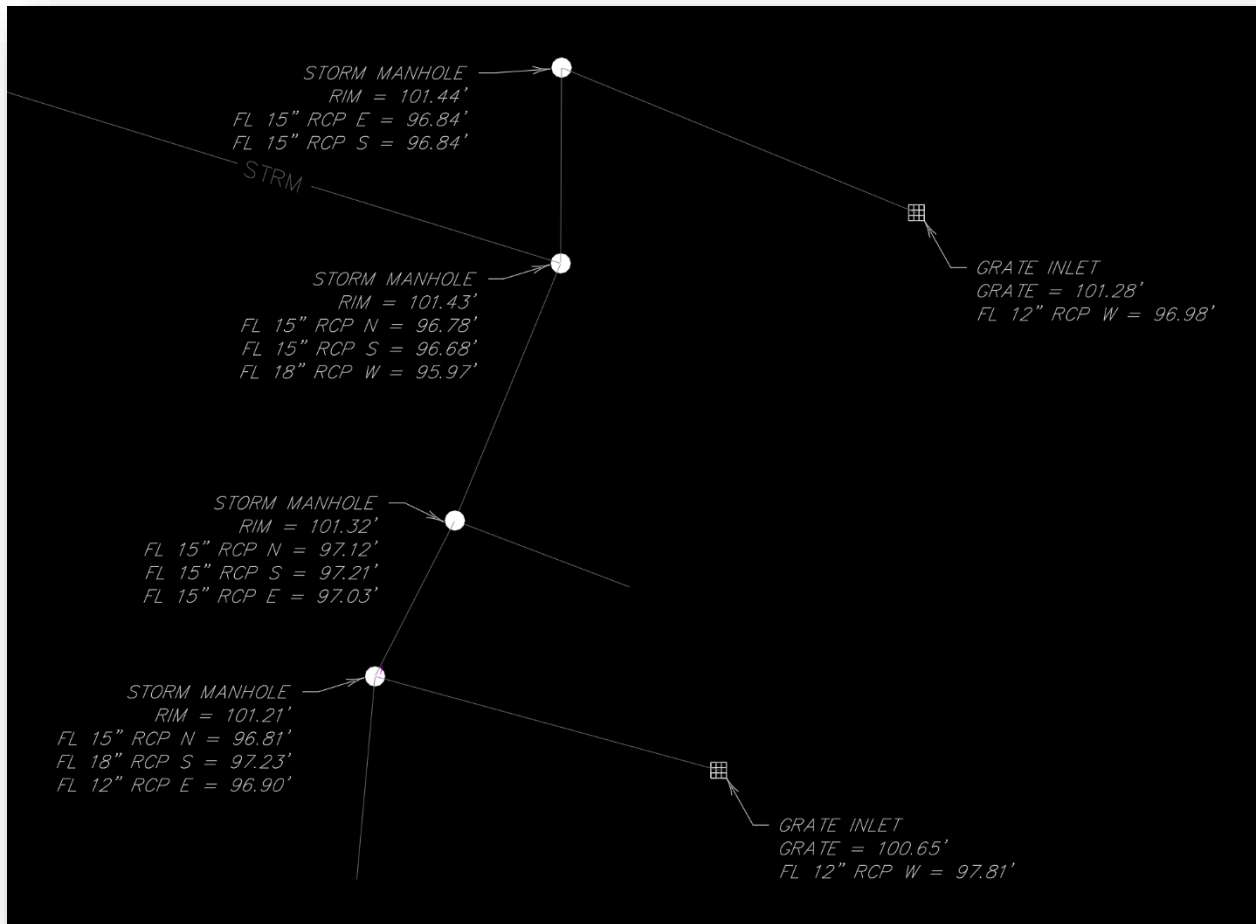 STORM MANHOLE
RIM = 101.44'
FL 15" RCP E = 96.84'
FL 15" RCP S = 96.84'
STRM
GRATE INLET
GRATE = 101.28'
FL 12" RCP W = 96.98'
STORM MANHOLE
RIM = 101.43'
FL 15" RCP N = 96.78'
FL 15" RCP S = 96.68'
FL 18" RCP W = 95.97'
STORM MANHOLE
RIM = 101.32'
FL 15" RCP N = 97.12'
FL 15" RCP S = 97.21'
FL 15" RCP E = 97.03'
STORM MANHOLE
RIM = 101.21'
FL 15" RCP N = 96.81'
FL 18" RCP S = 97.23'
FL 12" RCP E = 96.90'
GRATE INLET
GRATE = 100.65'
FL 12" RCP W = 97.81'